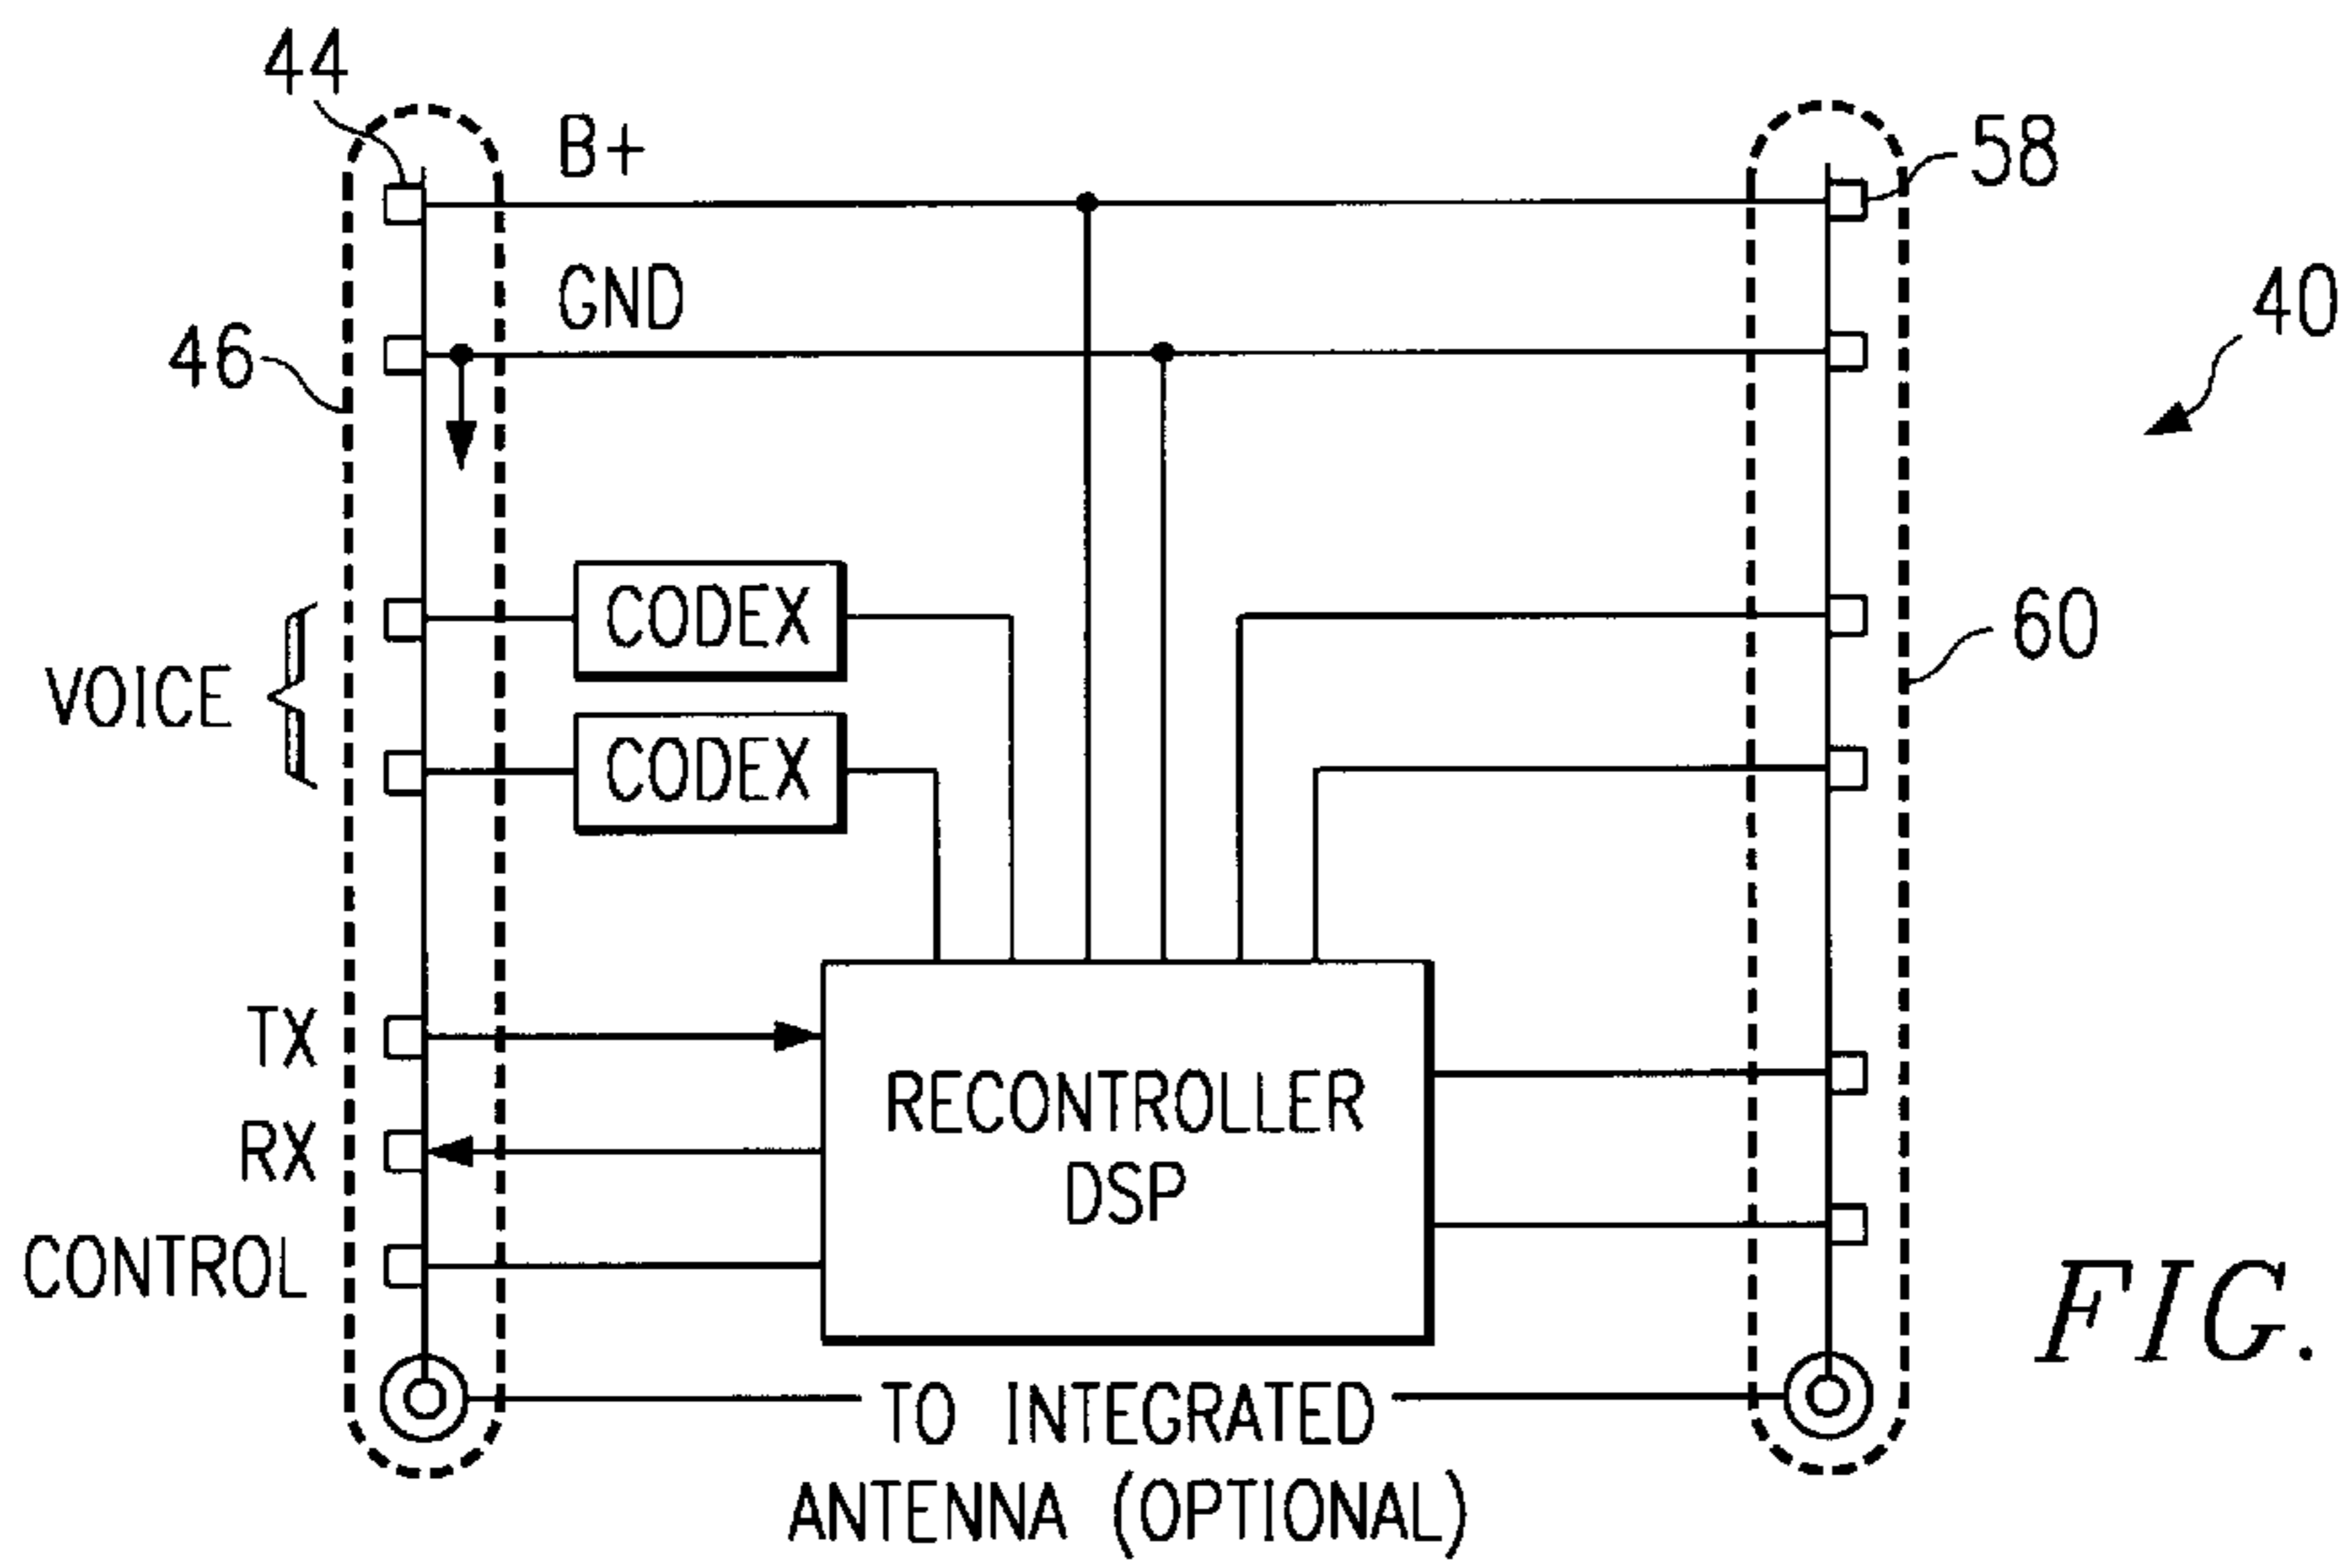 44
B+
58
GND
40
46
CODEX
60
VOICE
CODEX
TX
RECONTROLLER
DSP
RX
CONTROL
FIG.
TO INTEGRATED
ANTENNA (OPTIONAL)